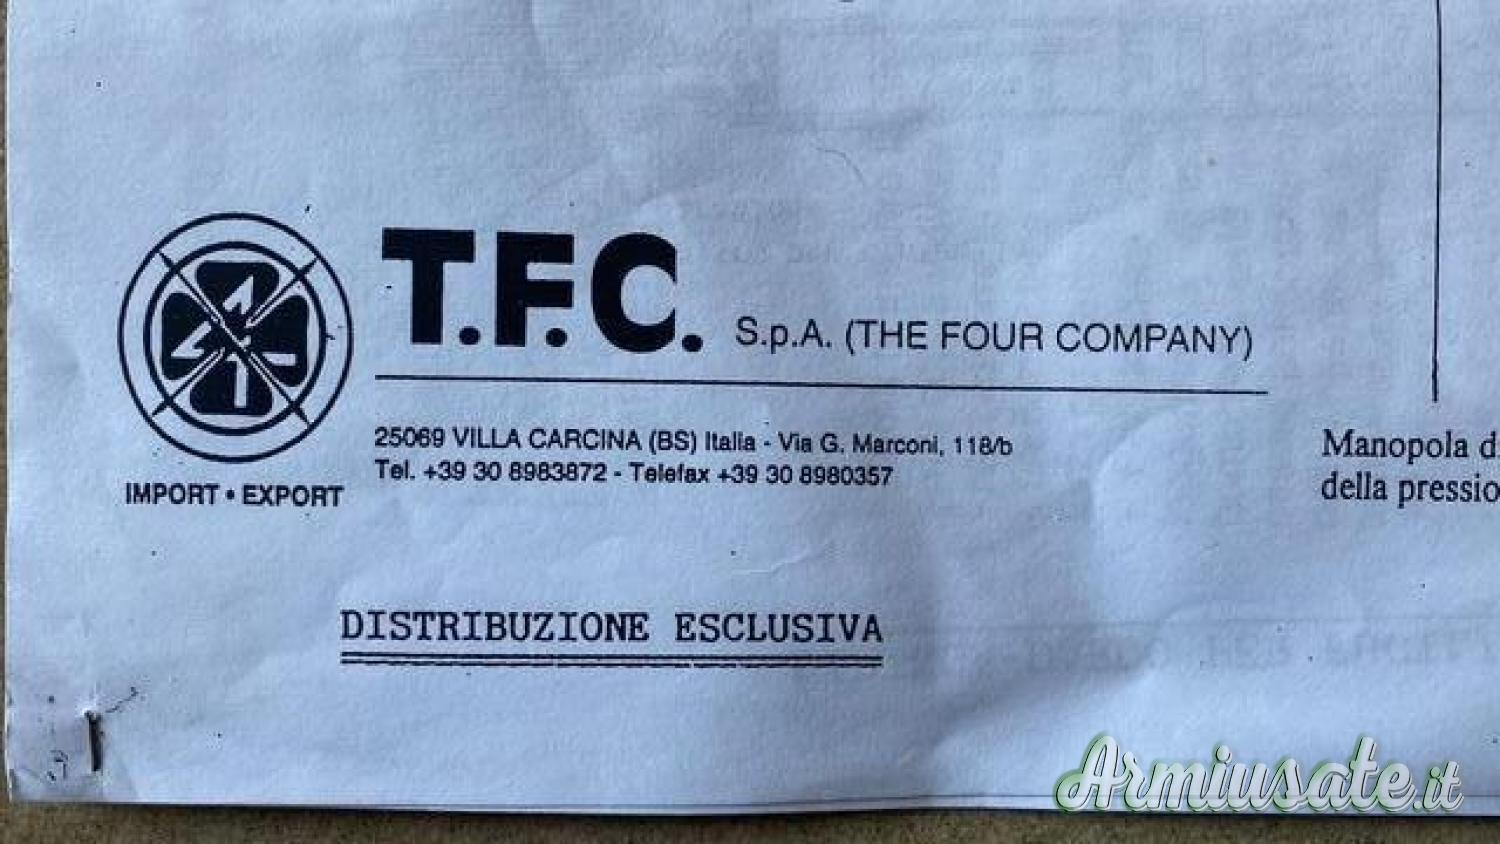 T.F.C. S.p.A. (THE FOUR COMPANY)
25069 VILLA CARCINA (BS) Italia - Via G. Marconi, 118/b
Tel. +39 30 8983872 - Telefax +39 30 8980357
IMPORT • EXPORT
Manopola d
della pressio
DISTRIBUZIONE ESCLUSIVA
Armiusate.it